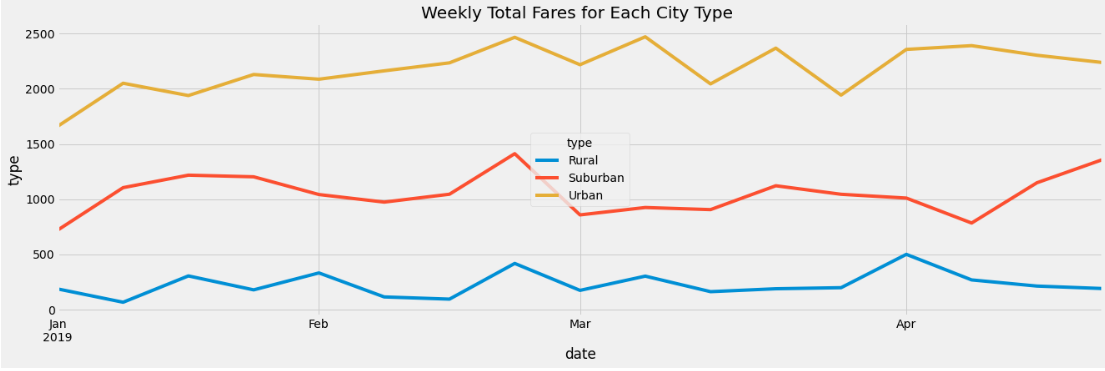 Weekly Total Fares for Each City Type
2500
2000
1500
1000
500
0
type
type
Rural
Suburban
Urban
Jan
2019
Feb
Mar
Apr
date